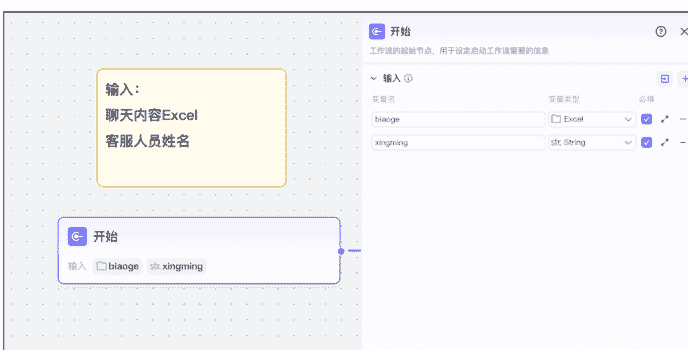 输入：
聊天内容Excel
客服人员姓名
开始
输入 biaoge str. xingming
开始
工作流的起始节点，用于设定启动工作流需要的信息
输入
变量名 变量类型 必填
biaoge Excel
xingming str. String